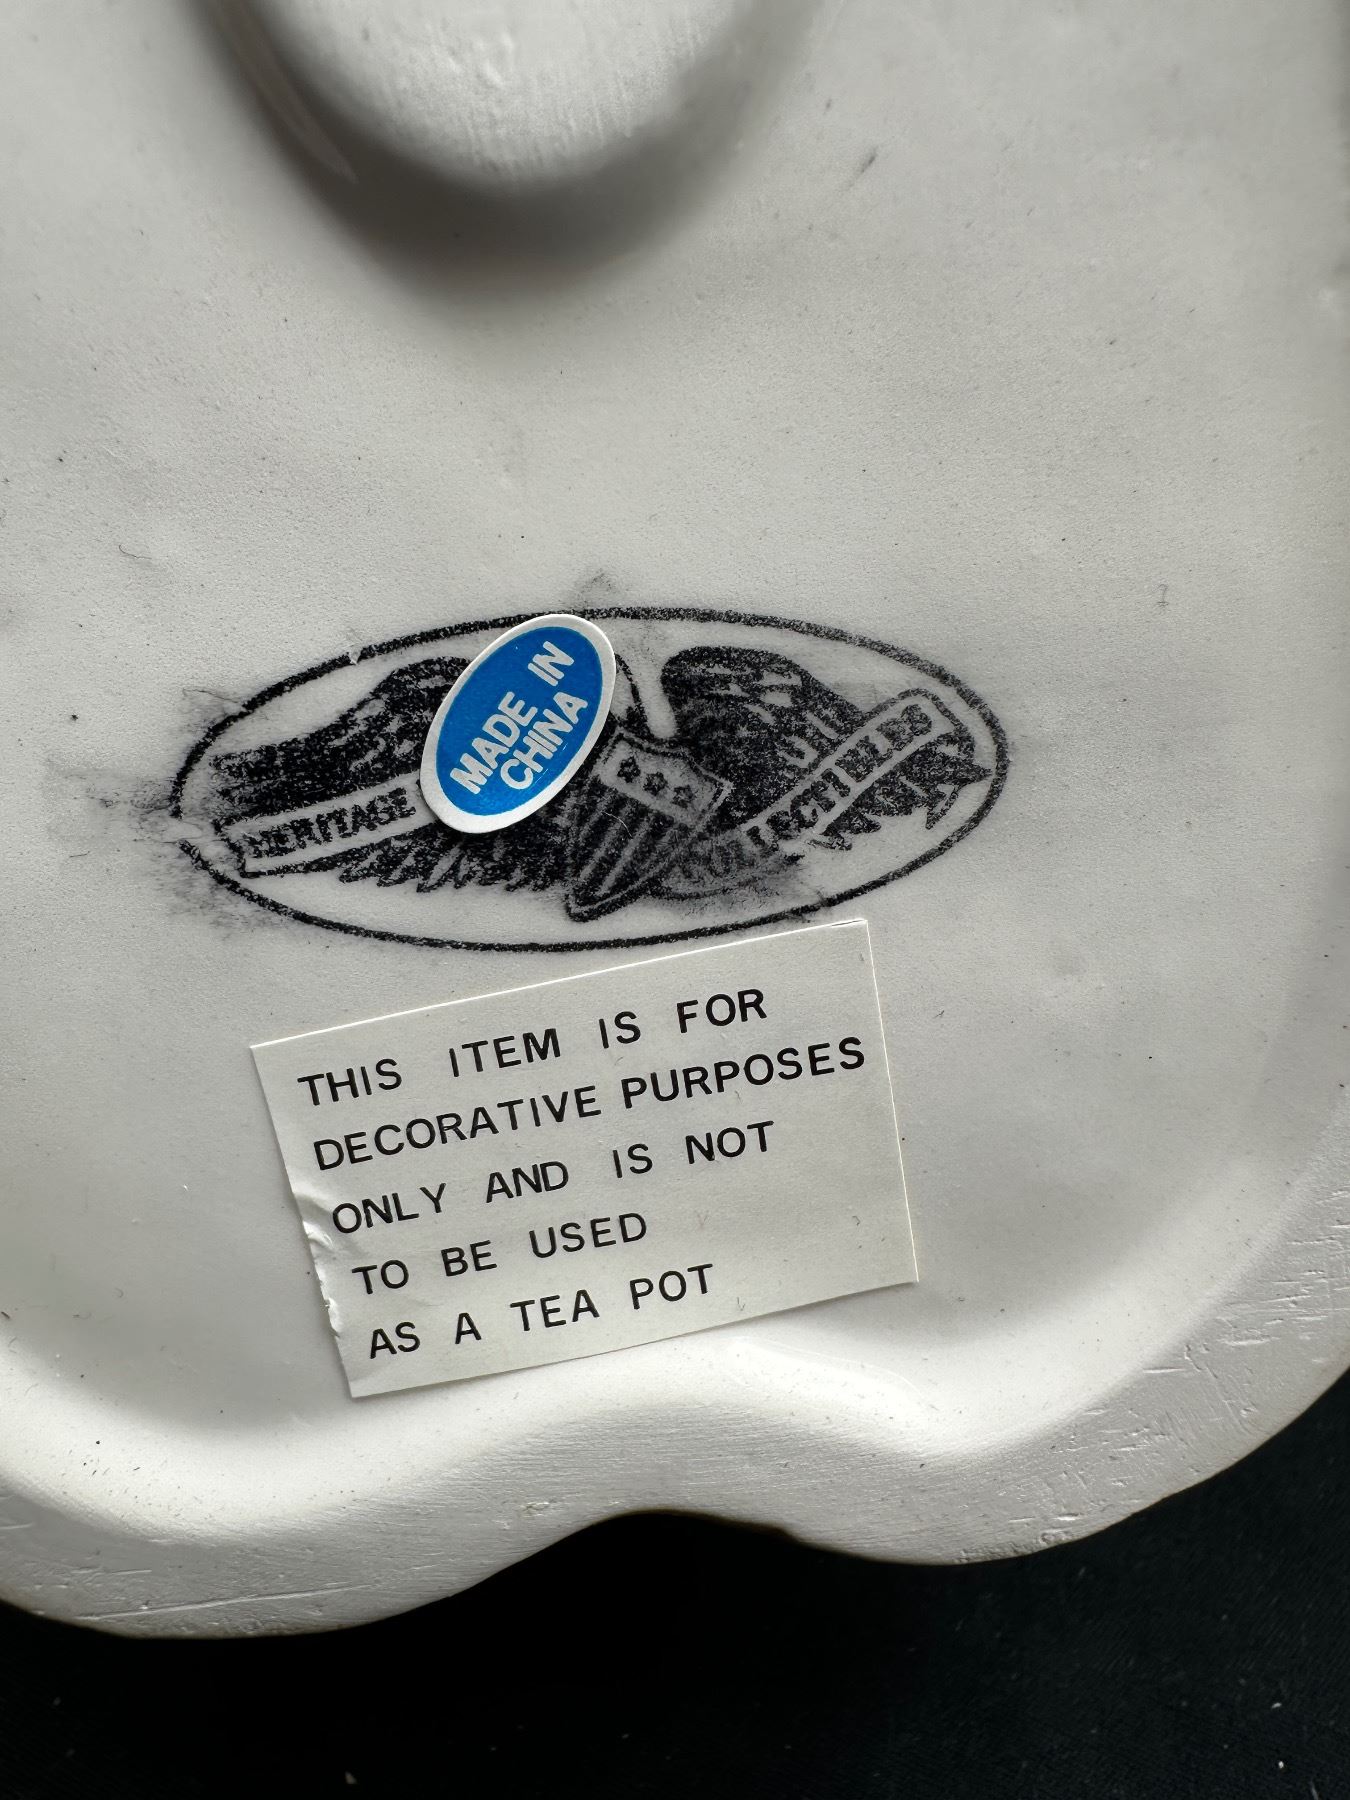 MADE IN
CHINA
HERITAGE
COLLECTIBLES
THIS ITEM IS FOR
DECORATIVE PURPOSES
ONLY AND IS NOT
TO BE USED
AS A TEA POT